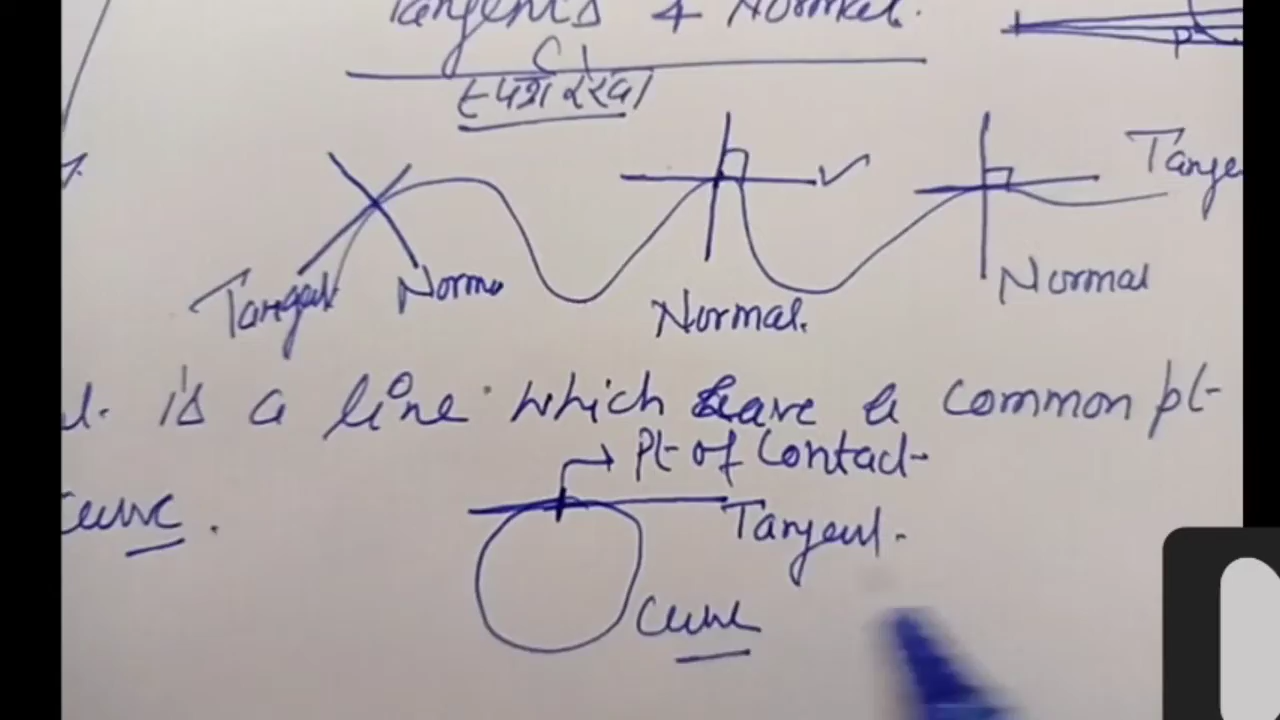 Tangents & Normal.
स्पर्श रेखा
P
Tange
Tangent Norma
Normal.
Normal
is a line which have a common pt-
Pt- of Contact-
Curve.
Tangent.
Curve